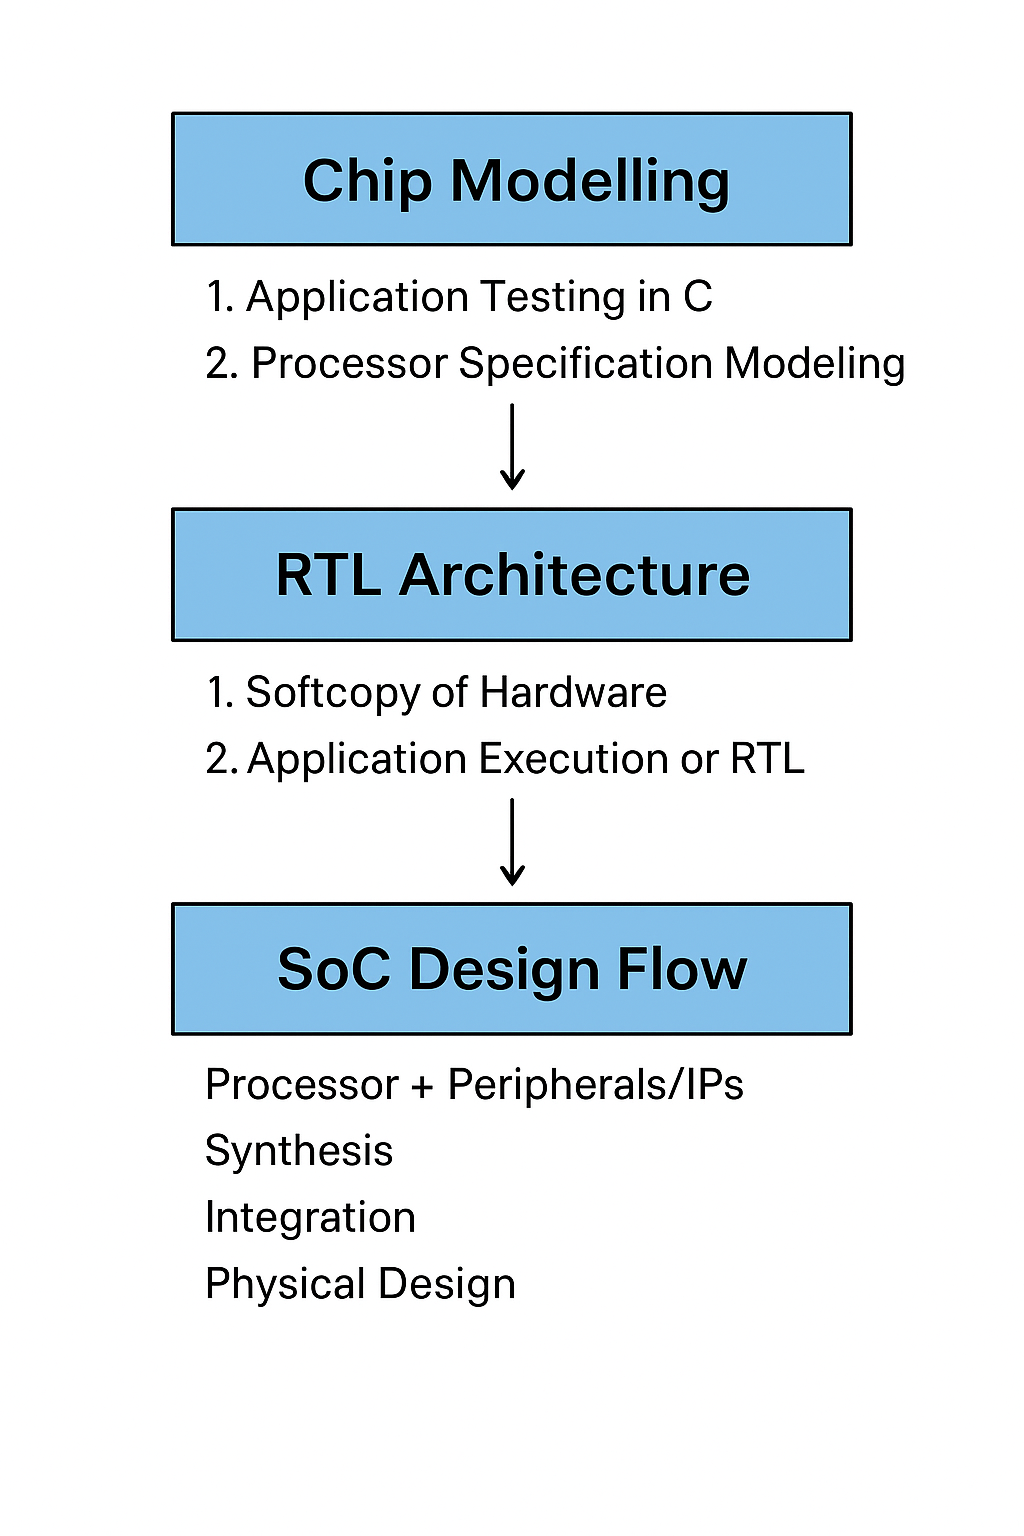 Chip Modelling
1. Application Testing in C
2. Processor Specification Modeling
RTL Architecture
1. Softcopy of Hardware
2. Application Execution or RTL
SoC Design Flow
Processor + Peripherals/IPs
Synthesis
Integration
Physical Design